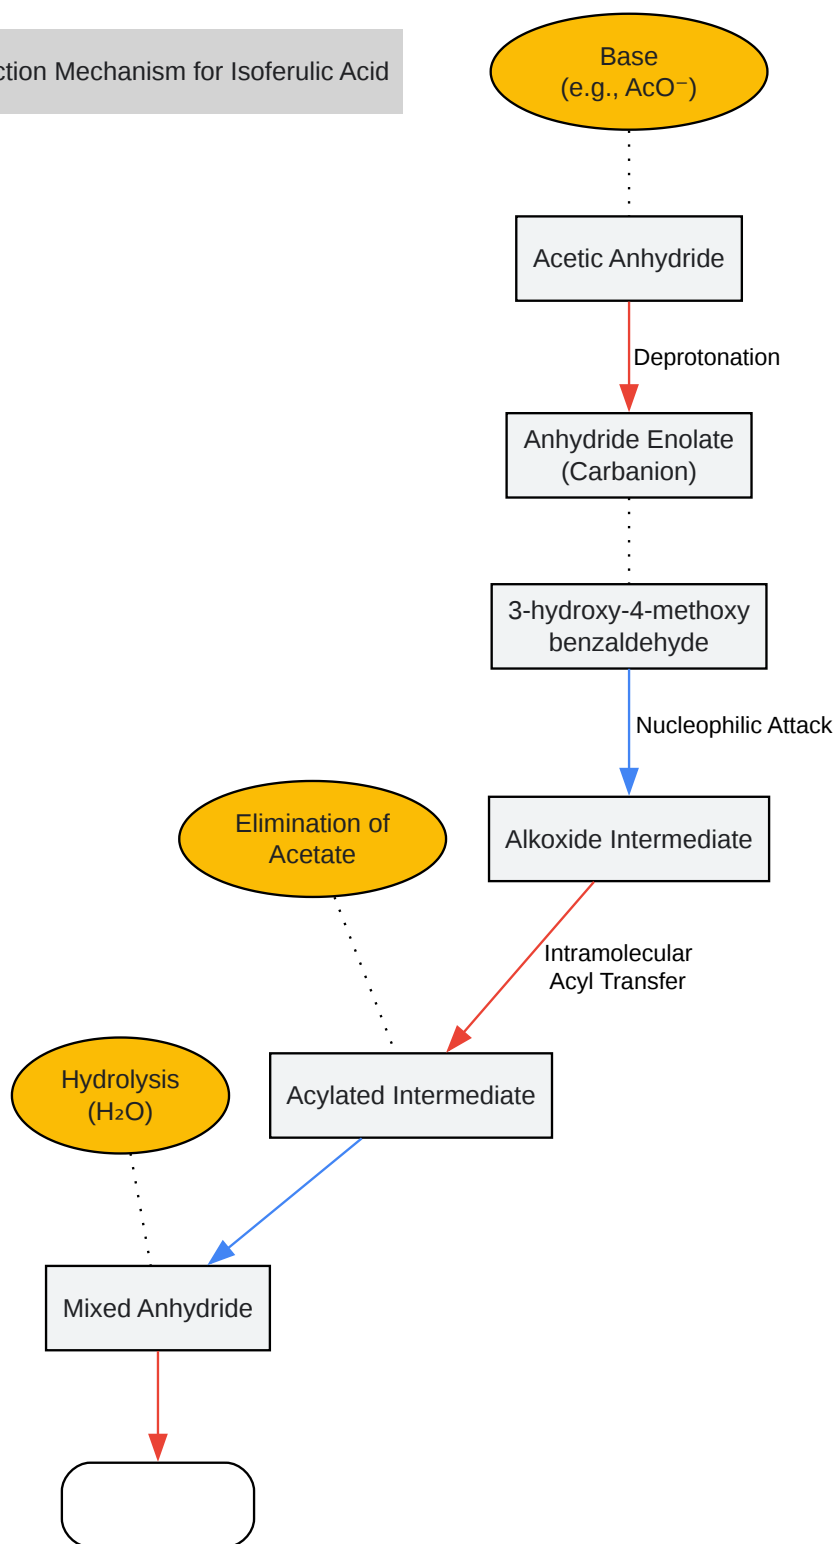 ction Mechanism for Isoferulic Acid
Base
(e.g., AcO⁻)
Acetic Anhydride
Deprotonation
Anhydride Enolate
(Carbanion)
3-hydroxy-4-methoxy
benzaldehyde
Nucleophilic Attack
Elimination of
Acetate
Alkoxide Intermediate
Intramolecular
Acyl Transfer
Hydrolysis
(H₂O)
Acylated Intermediate
Mixed Anhydride